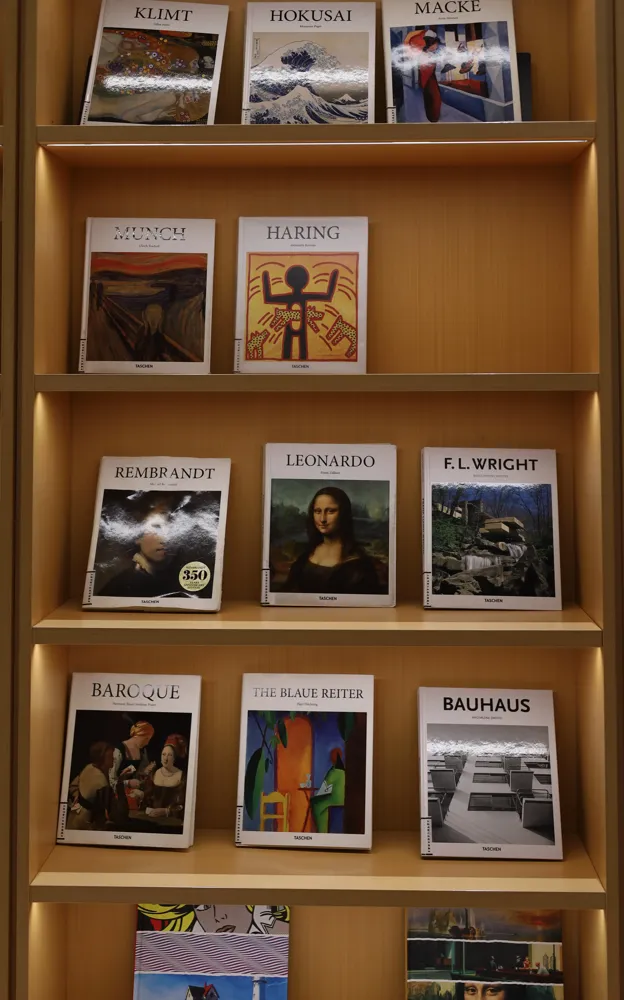 KLIMT
HOKUSAI
MACKE
MUNCH
TASCHEN
HARING
TASCHEN
REMBRANDT
350
TASCHEN
LEONARDO
TASCHEN
F. L. WRIGHT
TASCHEN
BAROQUE
TASCHEN
THE BLAUE REITER
TASCHEN
BAUHAUS
TASCHEN